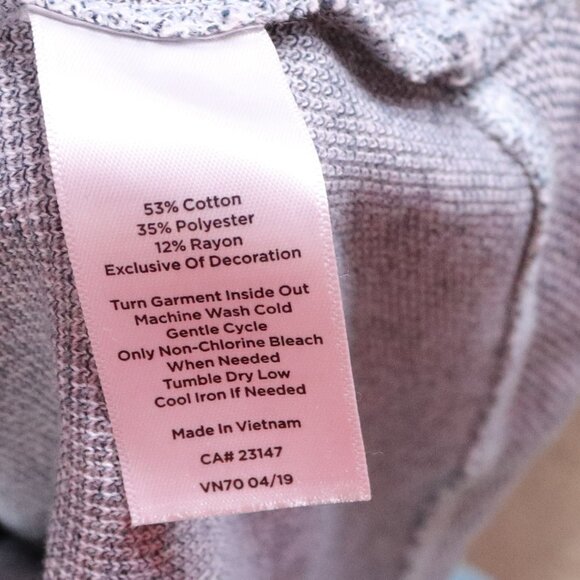 53% Cotton
35% Polyester
12% Rayon
Exclusive Of Decoration
Turn Garment Inside Out
Machine Wash Cold
Gentle Cycle
Only Non-Chlorine Bleach
When Needed
Tumble Dry Low
Cool Iron If Needed
Made In Vietnam
CA# 23147
VN70 04/19